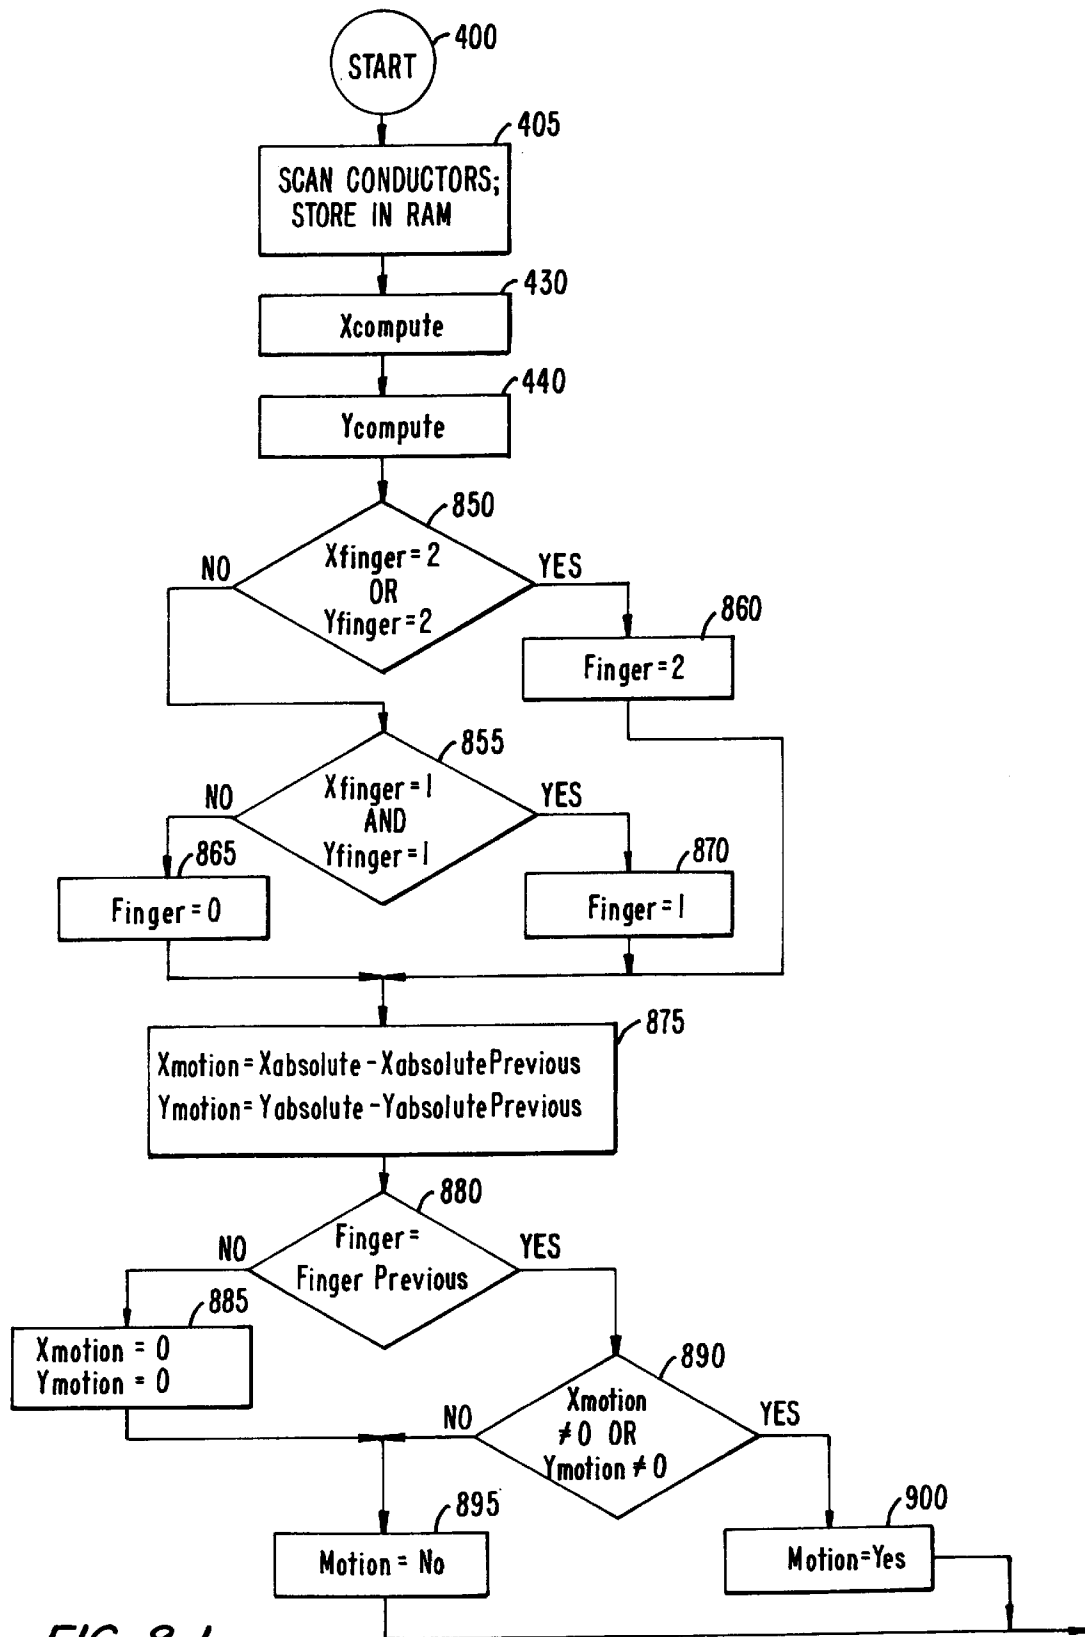 400
START
405
SCAN CONDUCTORS;
STORE IN RAM
430
Xcompute
440
Ycompute
850
NO
Xfinger=2
OR
Yfinger=2
YES
860
Finger=2
855
NO
Xfinger=1
AND
Yfinger=1
YES
865
Finger=0
870
Finger=1
875
Xmotion=Xabsolute-XabsolutePrevious
Ymotion=Yabsolute-YabsolutePrevious
880
NO
Finger=
Finger Previous
YES
885
Xmotion = 0
Ymotion = 0
890
NO
Xmotion
≠0 OR
Ymotion≠0
YES
895
Motion = No
900
Motion=Yes